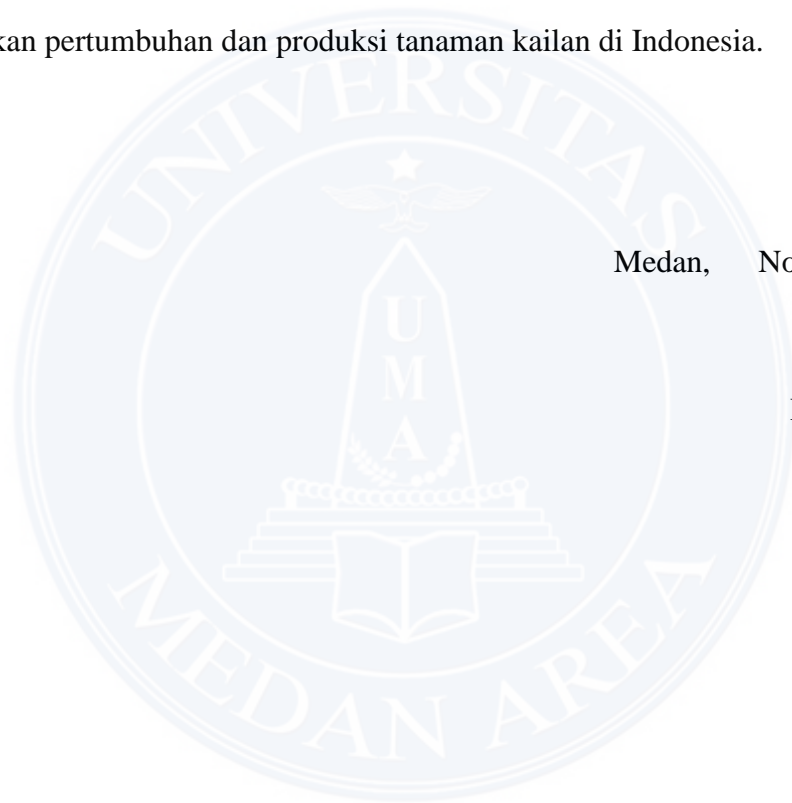 kan pertumbuhan dan produksi tanaman kailan di Indonesia.
Medan, No
UNIVERSITAS
U
M
A
MEDAN AREA